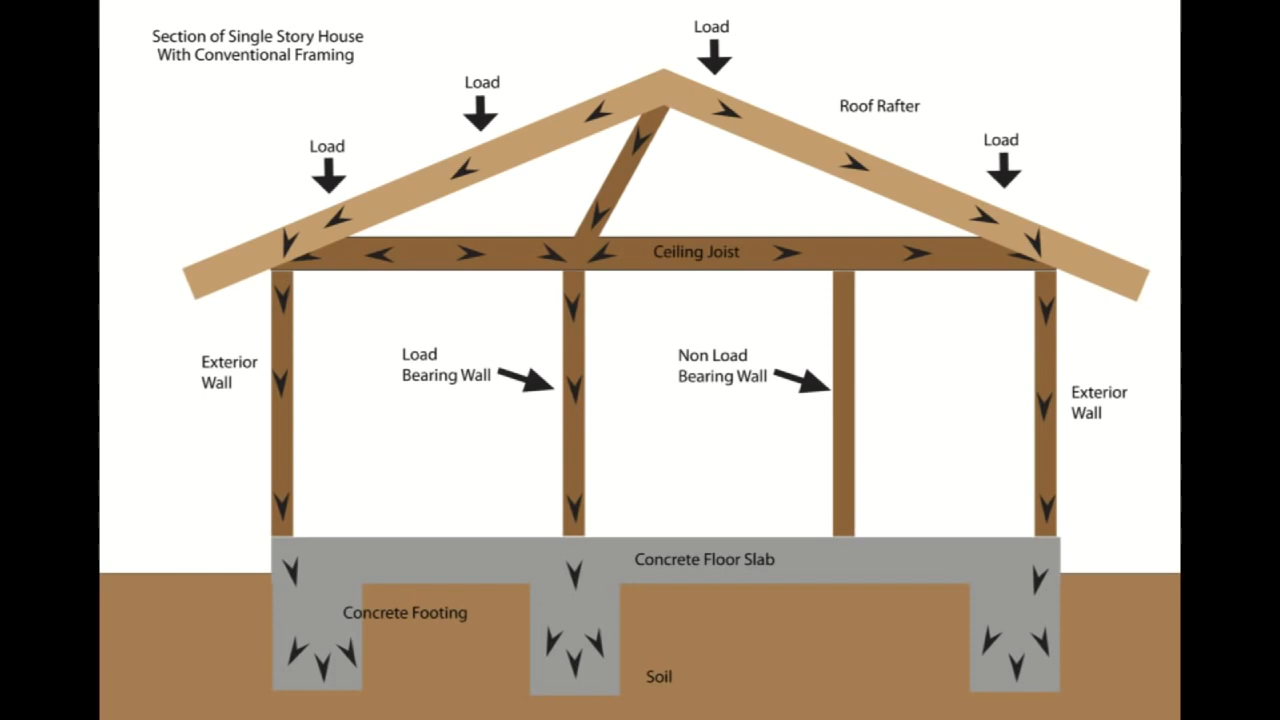 Section of Single Story House
With Conventional Framing
Load
Load
Load
Roof Rafter
Load
Ceiling Joist
Exterior
Wall
Load
Bearing Wall
Non Load
Bearing Wall
Exterior
Wall
Concrete Floor Slab
Concrete Footing
Soil